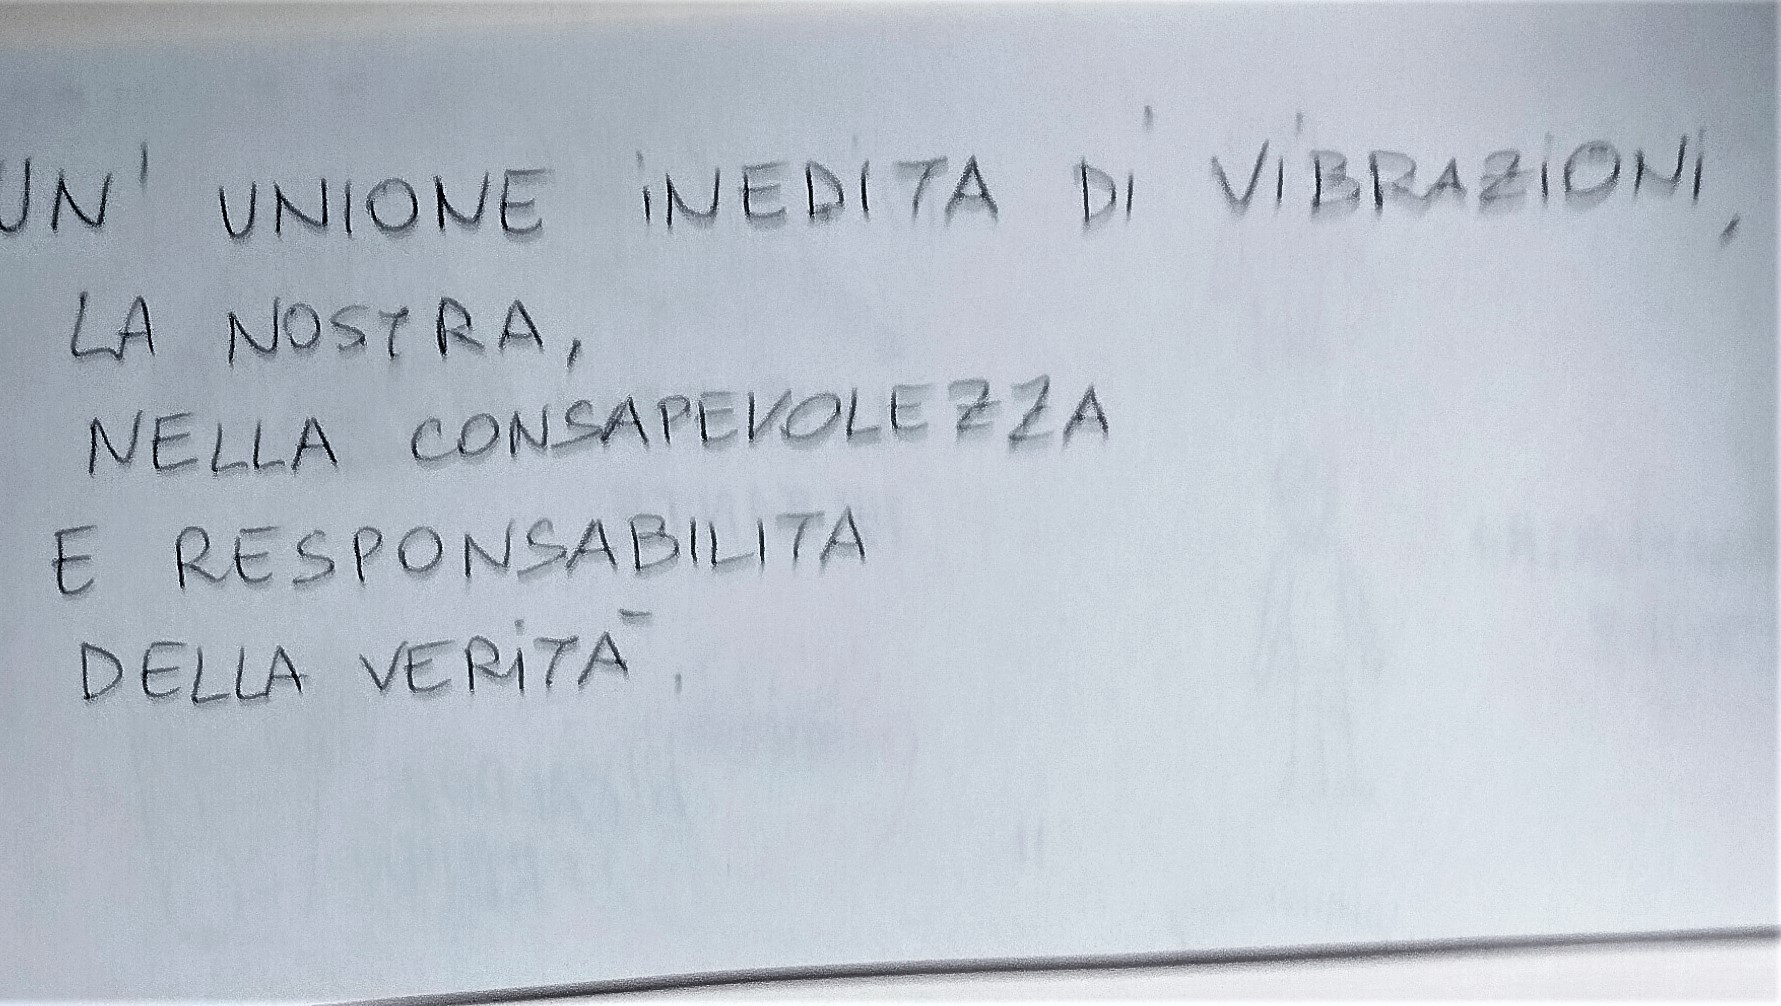 UN' UNIONE INEDITA DI VIBRAZIONI,
LA NOSTRA,
NELLA CONSAPEVOLEZZA
E RESPONSABILITA
DELLA VERITÀ.